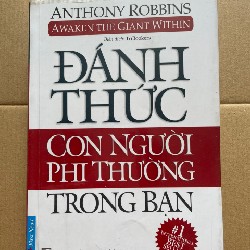 ANTHONY ROBBINS
AWAKEN THE GIANT WITHIN
ĐÁNH
THỨC
CON NGƯỜI
PHI THƯỜNG
TRONG BẠN
#1